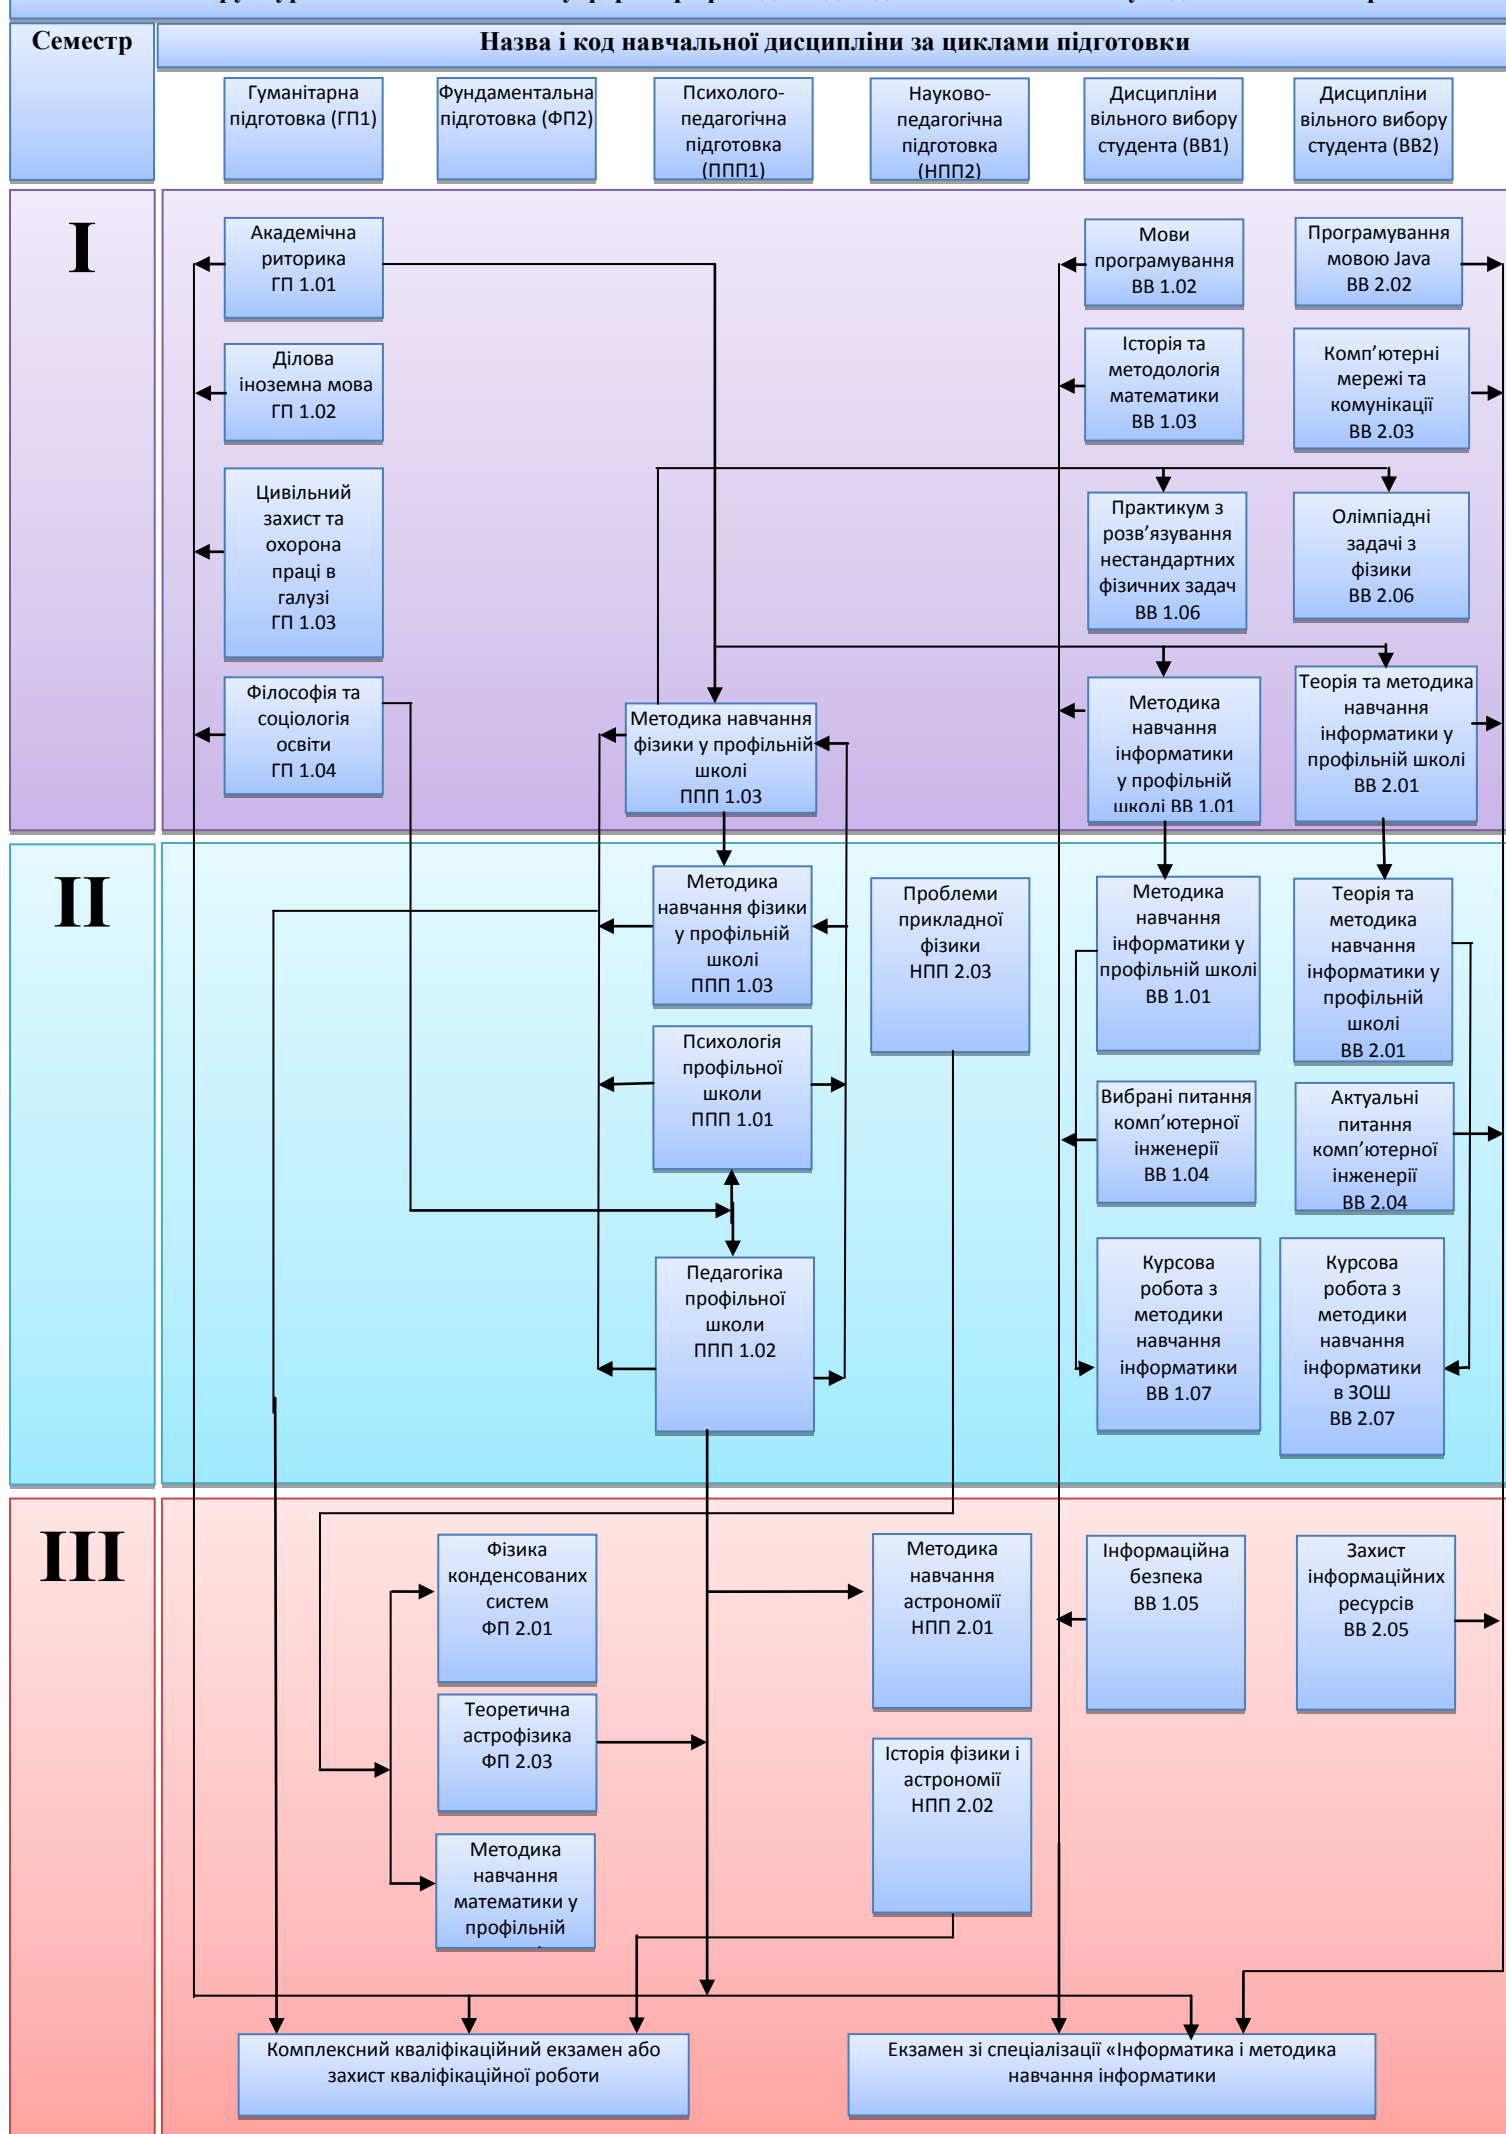 Семестр
Назва і код навчальної дисципліни за циклами підготовки
Гуманітарна
підготовка (ГП1)
Фундаментальна
підготовка (ФП2)
Психолого-
педагогічна
підготовка
(ППП1)
Науково-
педагогічна
підготовка
(НПП2)
Дисципліни
вільного вибору
студента (ВВ1)
Дисципліни
вільного вибору
студента (ВВ2)
I
Академічна
риторика
ГП 1.01
Мови
програмування
ВВ 1.02
Програмування
мовою Java
ВВ 2.02
Ділова
іноземна мова
ГП 1.02
Історія та
методологія
математики
ВВ 1.03
Комп’ютерні
мережі та
комунікації
ВВ 2.03
Цивільний
захист та
охорона
праці в
галузі
ГП 1.03
Практикум з
розв’язування
нестандартних
фізичних задач
ВВ 1.06
Олімпіадні
задачі з
фізики
ВВ 2.06
Філософія та
соціологія
освіти
ГП 1.04
Методика навчання
фізики у профільній
школі
ППП 1.03
Методика
навчання
інформатики
у профільній
школі ВВ 1.01
Теорія та методика
навчання
інформатики у
профільній школі
ВВ 2.01
II
Методика
навчання фізики
у профільній
школі
ППП 1.03
Проблеми
прикладної
фізики
НПП 2.03
Методика
навчання
інформатики у
профільній школі
ВВ 1.01
Теорія та
методика
навчання
інформатики у
профільній
школі
ВВ 2.01
Психологія
профільної
школи
ППП 1.01
Вибрані питання
комп’ютерної
інженерії
ВВ 1.04
Актуальні
питання
комп’ютерної
інженерії
ВВ 2.04
Педагогіка
профільної
школи
ППП 1.02
Курсова
робота з
методики
навчання
інформатики
ВВ 1.07
Курсова
робота з
методики
навчання
інформатики
в ЗОШ
ВВ 2.07
III
Фізика
конденсованих
систем
ФП 2.01
Методика
навчання
астрономії
НПП 2.01
Інформаційна
безпека
ВВ 1.05
Захист
інформаційних
ресурсів
ВВ 2.05
Теоретична
астрофізика
ФП 2.03
Історія фізики і
астрономії
НПП 2.02
Методика
навчання
математики у
профільній
Комплексний кваліфікаційний екзамен або
захист кваліфікаційної роботи
Екзамен зі спеціалізації «Інформатика і методика
навчання інформатики